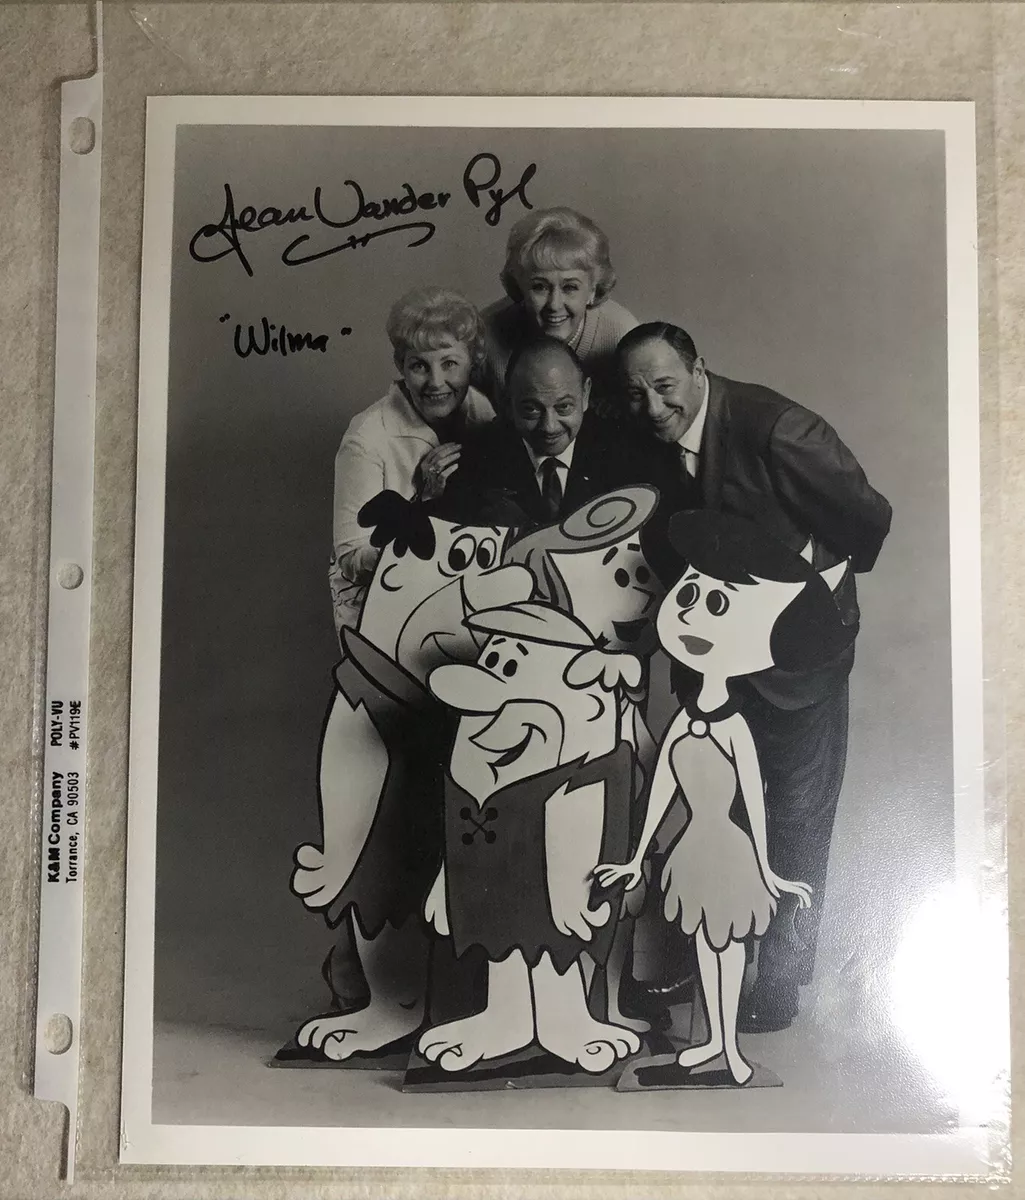 Jean Vander Pyl
"Wilma"
K&M Company POLY-VU
Torrance, CA 90503 #PV119E